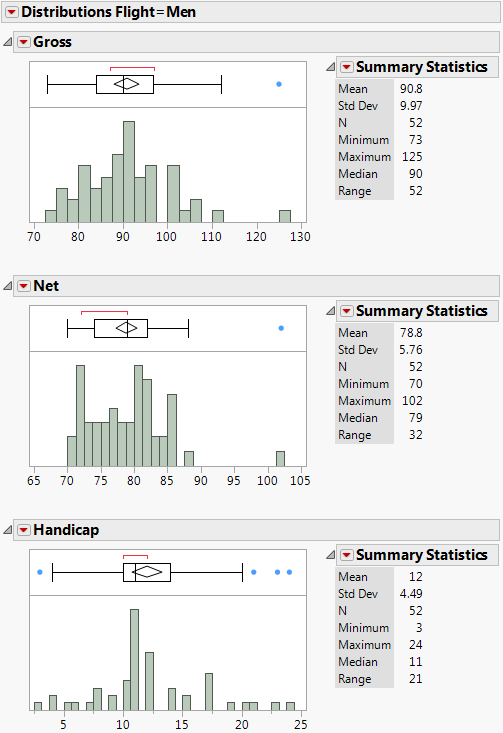 Distributions Flight=Men
Gross
70 80 90 100 110 120 130
Summary Statistics
Mean 90.8
Std Dev 9.97
N 52
Minimum 73
Maximum 125
Median 90
Range 52
Net
65 70 75 80 85 90 95 100 105
Summary Statistics
Mean 78.8
Std Dev 5.76
N 52
Minimum 70
Maximum 102
Median 79
Range 32
Handicap
5 10 15 20 25
Summary Statistics
Mean 12
Std Dev 4.49
N 52
Minimum 3
Maximum 24
Median 11
Range 21